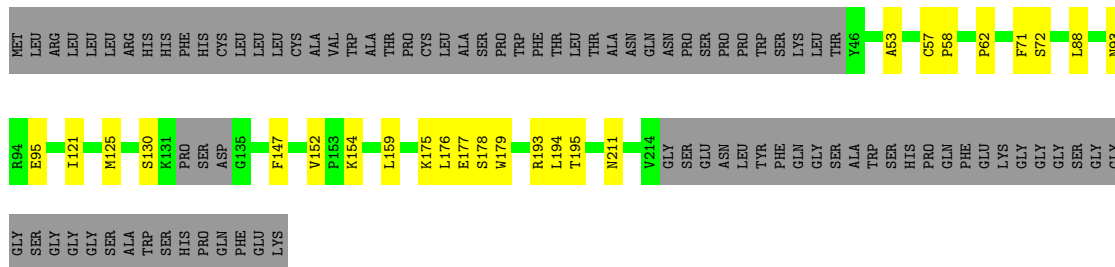 MET LEU ARG LEU LEU LEU ARG HIS HIS PHE HIS CYS LEU LEU LEU CYS ALA VAL TRP ALA THR PRO CYS LEU ALA SER PRO TRP PHE THR LEU THR ALA ASN GLN ASN PRO SER PRO PRO TRP SER LYS LEU THR Y46 A53 C57 P58 P62 F71 S72 L88 N93
R94 E95 I121 M125 S130 K131 PRO SER ASP G135 F147 V152 P153 K154 L159 K175 L176 E177 S178 W179 R193 L194 T195 N211 V214 GLY SER GLU ASN LEU TYR PHE GLN GLY SER ALA TRP SER HIS PRO GLN PHE GLU LYS GLY GLY GLY SER GLY GLY
GLY SER GLY GLY GLY SER ALA TRP SER HIS PRO GLN PHE GLU LYS